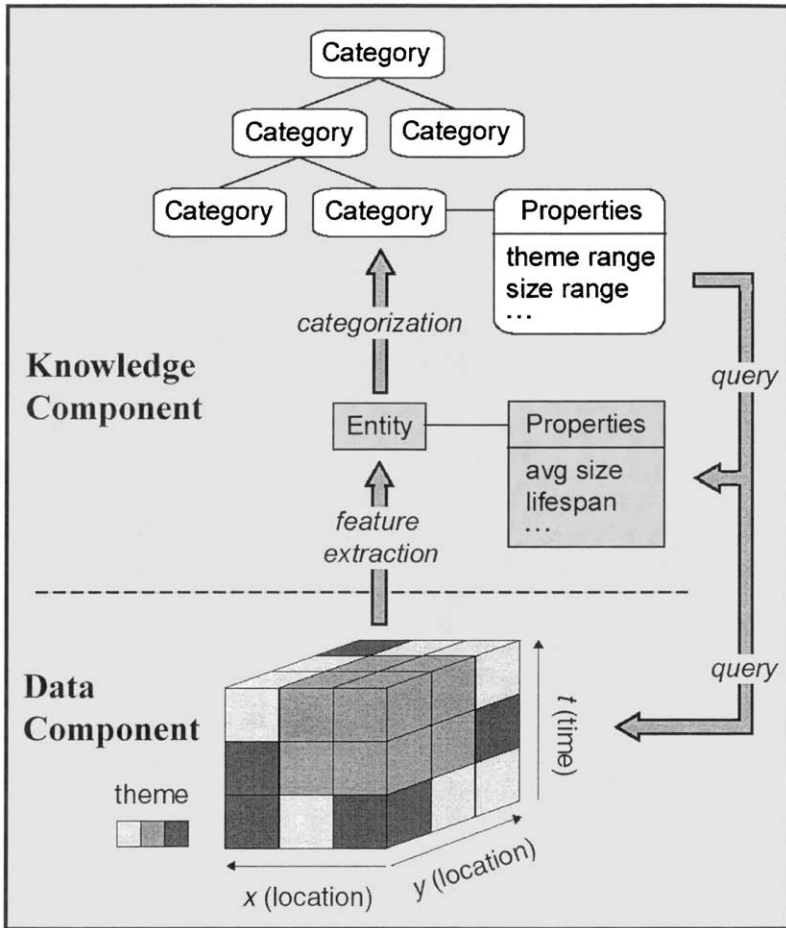 Category
Category
Category
Category
Category
Properties
theme range
size range
...
categorization
Knowledge
Component
query
Entity
Properties
avg size
lifespan
...
feature
extraction
Data
Component
query
t (time)
theme
x (location)
y (location)